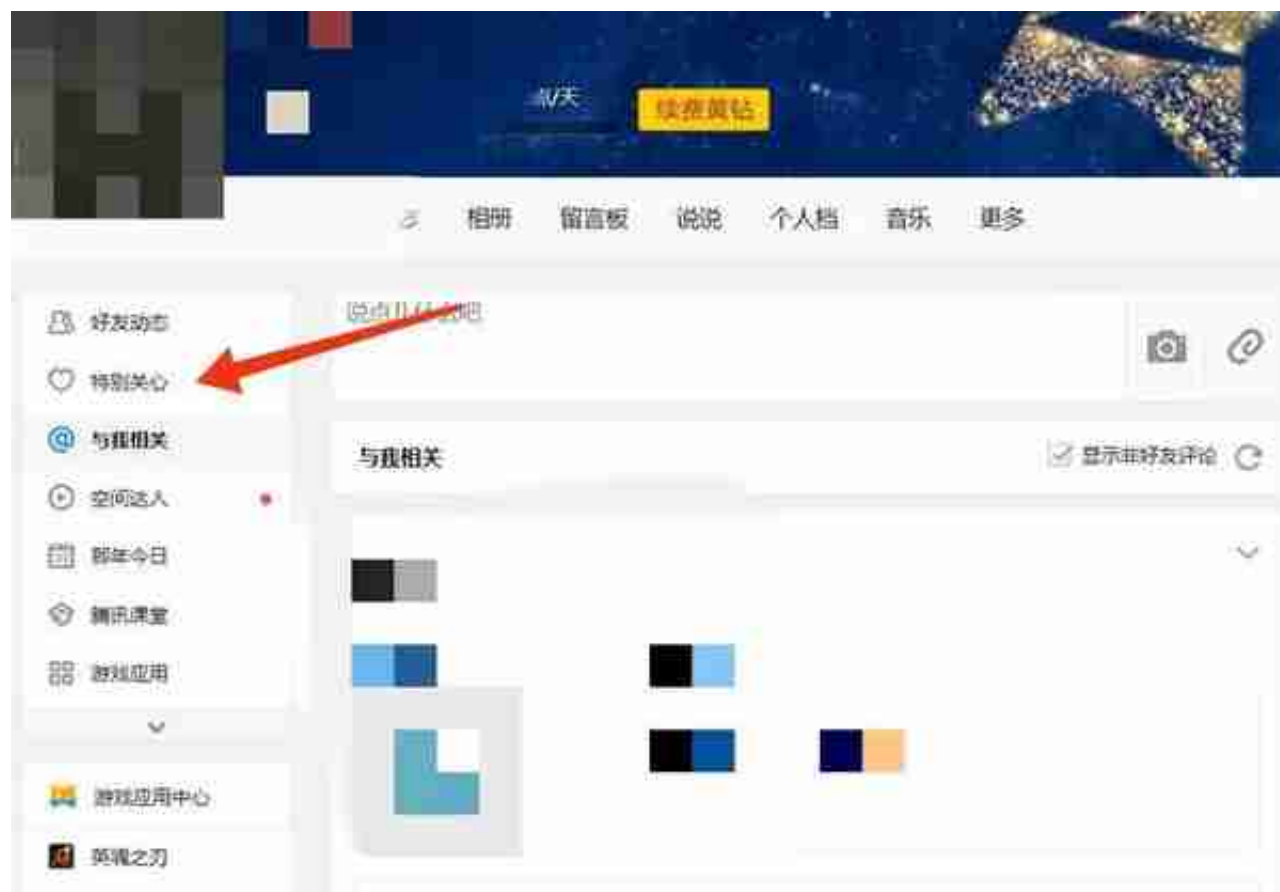 /天
续费黄钻
相册 留言板 说说 个人档 音乐 更多
好友动态
特别关心
与我相关
空间达人
那年今日
腾讯课堂
游戏应用
游戏应用中心
英魂之刃
与我相关
显示非好友评论